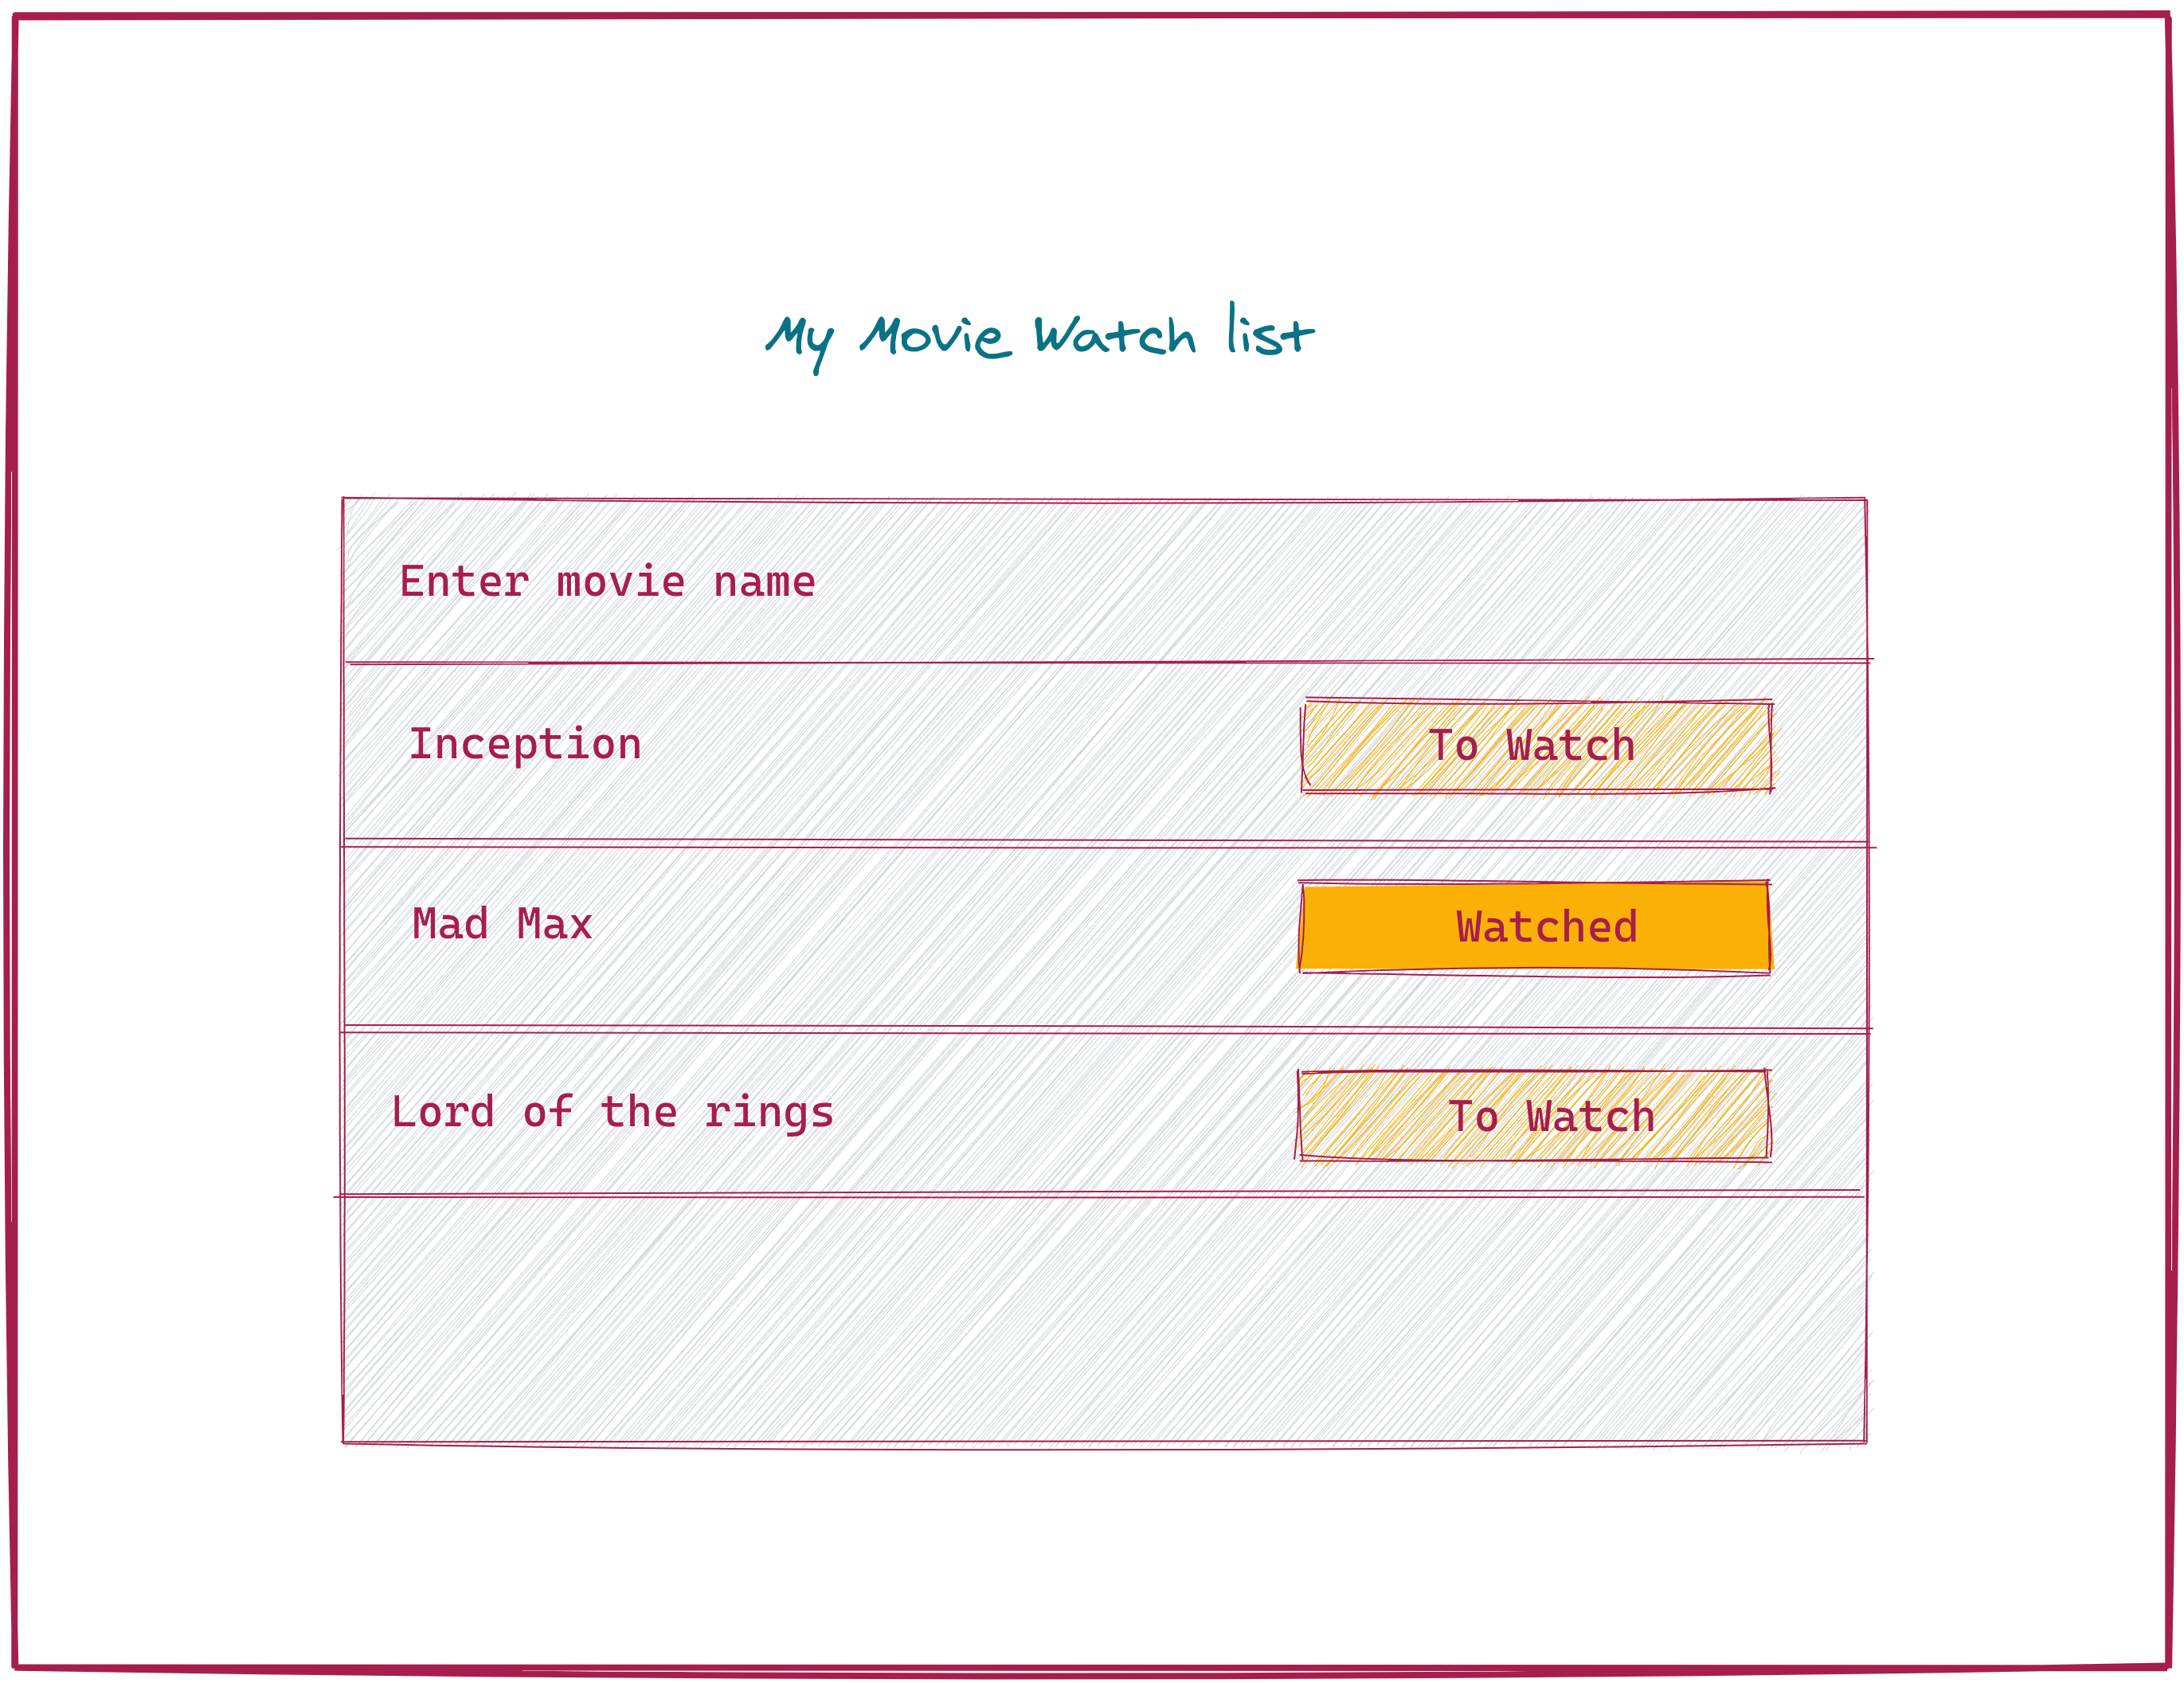 My Movie Watch list
Enter movie name
Inception
To Watch
Mad Max
Watched
Lord of the rings
To Watch